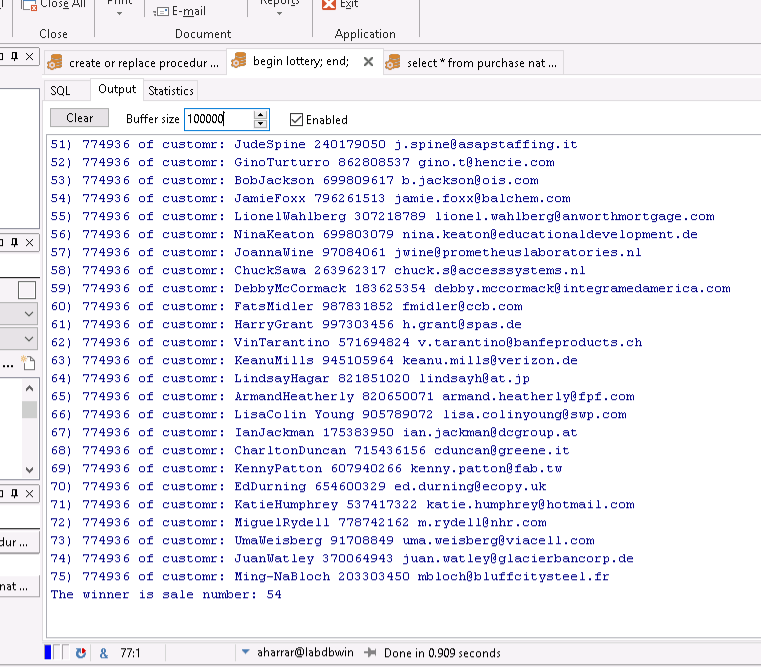 Close All
Print
E-mail
Reports
Exit
Close
Document
Application
create or replace procedur ...
begin lottery; end;
select * from purchase nat ...
SQL
Output
Statistics
Clear
Buffer size 100000
Enabled
51) 774936 of customr: JudeSpine 240179050 j.spine@asapstaffing.it
52) 774936 of customr: GinoTurturro 862808537 gino.t@hencie.com
53) 774936 of customr: BobJackson 699809617 b.jackson@ois.com
54) 774936 of customr: JamieFoxx 796261513 jamie.foxx@balchem.com
55) 774936 of customr: LionelWahlberg 307218789 lionel.wahlberg@anworthmortgage.com
56) 774936 of customr: NinaKeaton 699803079 nina.keaton@educationaldevelopment.de
57) 774936 of customr: JoannaWine 97084061 jwine@prometheuslaboratories.nl
58) 774936 of customr: ChuckSawa 263962317 chuck.s@accesssystems.nl
59) 774936 of customr: DebbyMcCormack 183625354 debby.mccormack@integramedamerica.com
60) 774936 of customr: FatsMidler 987831852 fmidler@ccb.com
61) 774936 of customr: HarryGrant 997303456 h.grant@spas.de
62) 774936 of customr: VinTarantino 571694824 v.tarantino@banfeproducts.ch
63) 774936 of customr: KeanuMills 945105964 keanu.mills@verizon.de
64) 774936 of customr: LindsayHagar 821851020 lindsayh@at.jp
65) 774936 of customr: ArmandHeatherly 820650071 armand.heatherly@fpf.com
66) 774936 of customr: LisaColin Young 905789072 lisa.colinyoung@swp.com
67) 774936 of customr: IanJackman 175383950 ian.jackman@dcgroup.at
68) 774936 of customr: CharltonDuncan 715436156 cduncan@greene.it
69) 774936 of customr: KennyPatton 607940266 kenny.patton@fab.tw
70) 774936 of customr: EdDurning 654600329 ed.durning@ecopy.uk
71) 774936 of customr: KatieHumphrey 537417322 katie.humphrey@hotmail.com
72) 774936 of customr: MiguelRydell 778742162 m.rydell@nhr.com
73) 774936 of customr: UmaWeisberg 91708849 uma.weisberg@viacell.com
74) 774936 of customr: JuanWatley 370064943 juan.watley@glacierbancorp.de
75) 774936 of customr: Ming-NaBloch 203303450 mbloch@bluffcitysteel.fr
The winner is sale number: 54
dur ...
nat ...
& 77:1 aharrar@labdbwin Done in 0.909 seconds